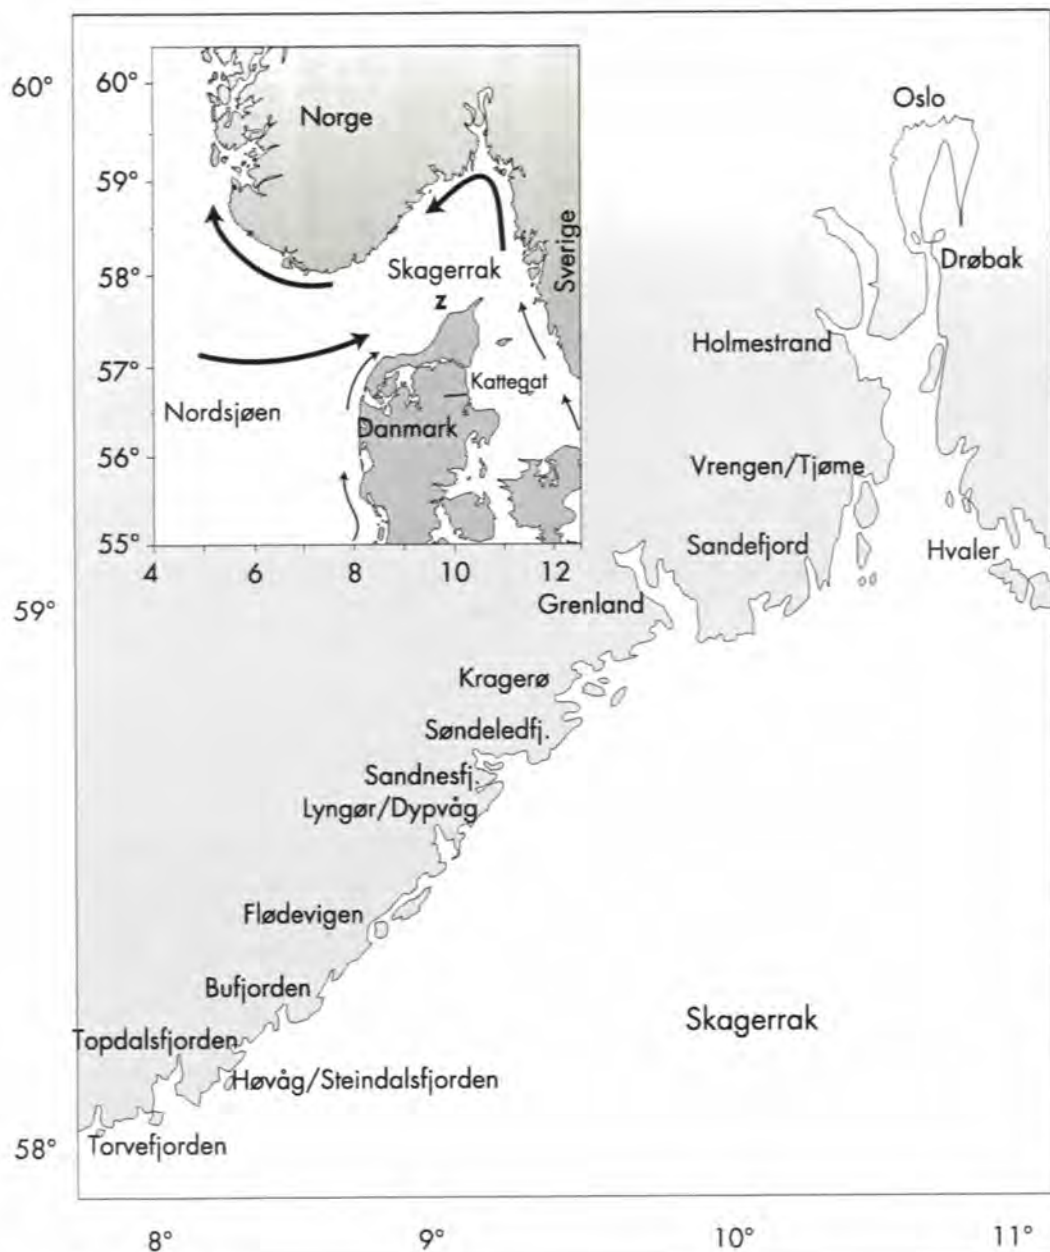 60°
59°
58°
8°
9°
10°
11°
60°
59°
58°
57°
56°
55°
4
6
8
10
12
Norge
Sverige
Skagerrak
z
Kattegat
Nordsjøen
Danmark
Oslo
Drøbak
Holmestrand
Vrengen/Tjøme
Sandefjord
Hvaler
Grenland
Kragerø
Søndeledfj.
Sandnesfj.
Lyngør/Dypvåg
Flødevigen
Bufjorden
Skagerrak
Topdalsfjorden
Høvåg/Steindalsfjorden
Torvefjorden